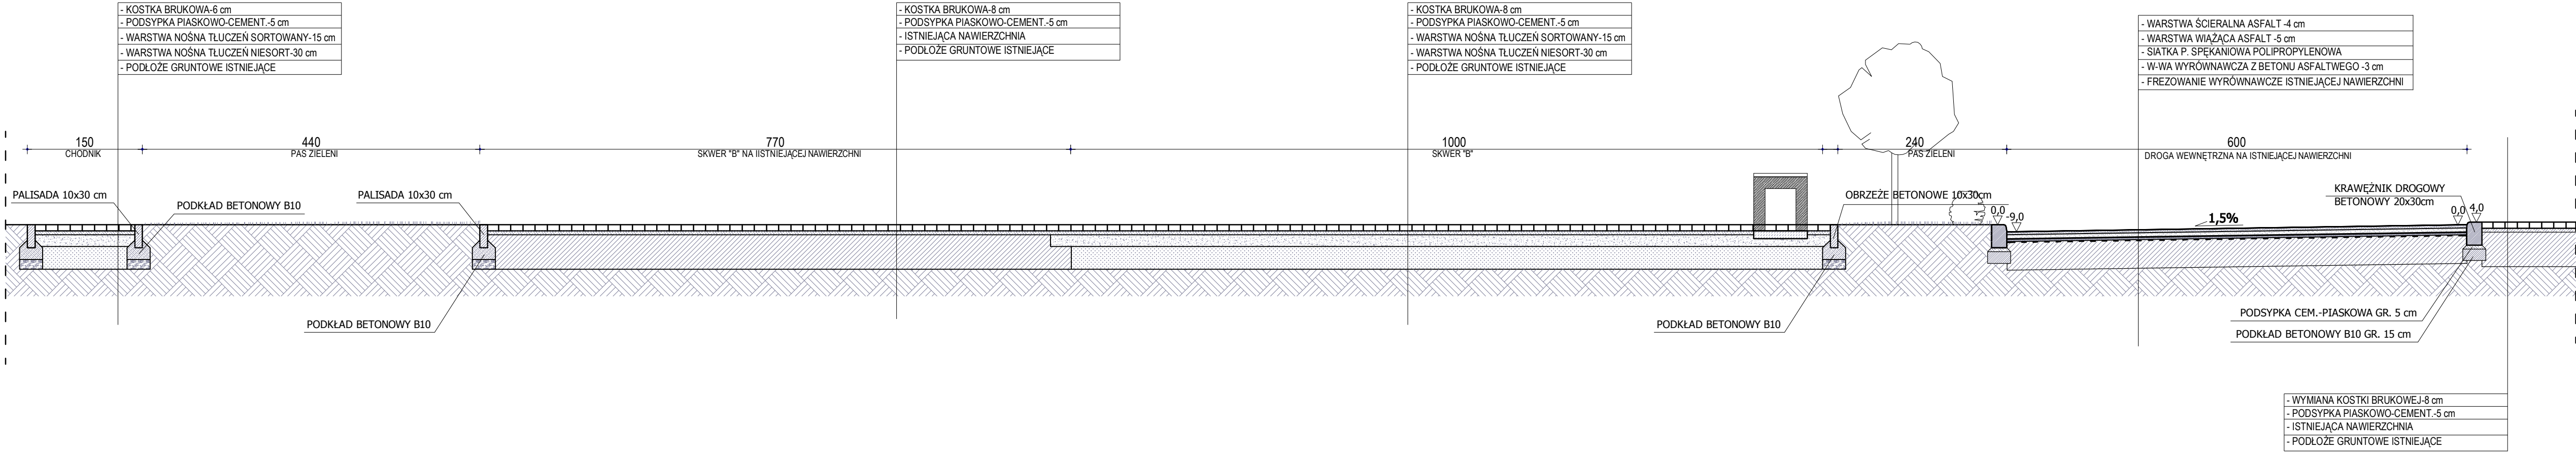 - KOSTKA BRUKOWA-6 cm
- PODSYPKA PIASKOWO-CEMENT.-5 cm
- WARSTWA NOŚNA TŁUCZEŃ SORTOWANY-15 cm
- WARSTWA NOŚNA TŁUCZEŃ NIESORT-30 cm
- PODŁOŻE GRUNTOWE ISTNIEJĄCE
- KOSTKA BRUKOWA-8 cm
- PODSYPKA PIASKOWO-CEMENT.-5 cm
- ISTNIEJĄCA NAWIERZCHNIA
- PODŁOŻE GRUNTOWE ISTNIEJĄCE
- KOSTKA BRUKOWA-8 cm
- PODSYPKA PIASKOWO-CEMENT.-5 cm
- WARSTWA NOŚNA TŁUCZEŃ SORTOWANY-15 cm
- WARSTWA NOŚNA TŁUCZEŃ NIESORT-30 cm
- PODŁOŻE GRUNTOWE ISTNIEJĄCE
- WARSTWA ŚCIERALNA ASFALT -4 cm
- WARSTWA WIĄŻĄCA ASFALT -5 cm
- SIATKA P. SPĘKANIOWA POLIPROPYLENOWA
- W-WA WYRÓWNAWCZA Z BETONU ASFALTWEGO -3 cm
- FREZOWANIE WYRÓWNAWCZE ISTNIEJĄCEJ NAWIERZCHNI
150
CHODNIK
440
PAS ZIELENI
770
SKWER "B" NA IISTNIEJĄCEJ NAWIERZCHNI
1000
SKWER "B"
240
PAS ZIELENI
600
DROGA WEWNĘTRZNA NA ISTNIEJĄCEJ NAWIERZCHNI
PALISADA 10x30 cm
PODKŁAD BETONOWY B10
PALISADA 10x30 cm
OBRZEŻE BETONOWE 10x30cm
KRAWĘŻNIK DROGOWY
BETONOWY 20x30cm
0,0
-9,0
1,5%
0,0
4,0
PODKŁAD BETONOWY B10
PODKŁAD BETONOWY B10
PODSYPKA CEM.-PIASKOWA GR. 5 cm
PODKŁAD BETONOWY B10 GR. 15 cm
- WYMIANA KOSTKI BRUKOWEJ-8 cm
- PODSYPKA PIASKOWO-CEMENT.-5 cm
- ISTNIEJĄCA NAWIERZCHNIA
- PODŁOŻE GRUNTOWE ISTNIEJĄCE